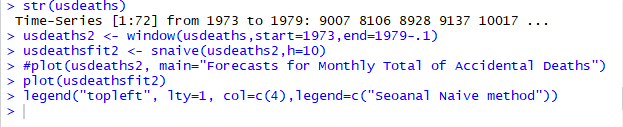 > str(usdeaths)
 Time-Series [1:72] from 1973 to 1979: 9007 8106 8928 9137 10017 ...
> usdeaths2 <- window(usdeaths,start=1973,end=1979-.1)
> usdeathsfit2 <- snaive(usdeaths2,h=10)
> #plot(usdeaths2, main="Forecasts for Monthly Total of Accidental Deaths")
> plot(usdeathsfit2)
> legend("topleft", lty=1, col=c(4),legend=c("Seoanal Naive method"))
>